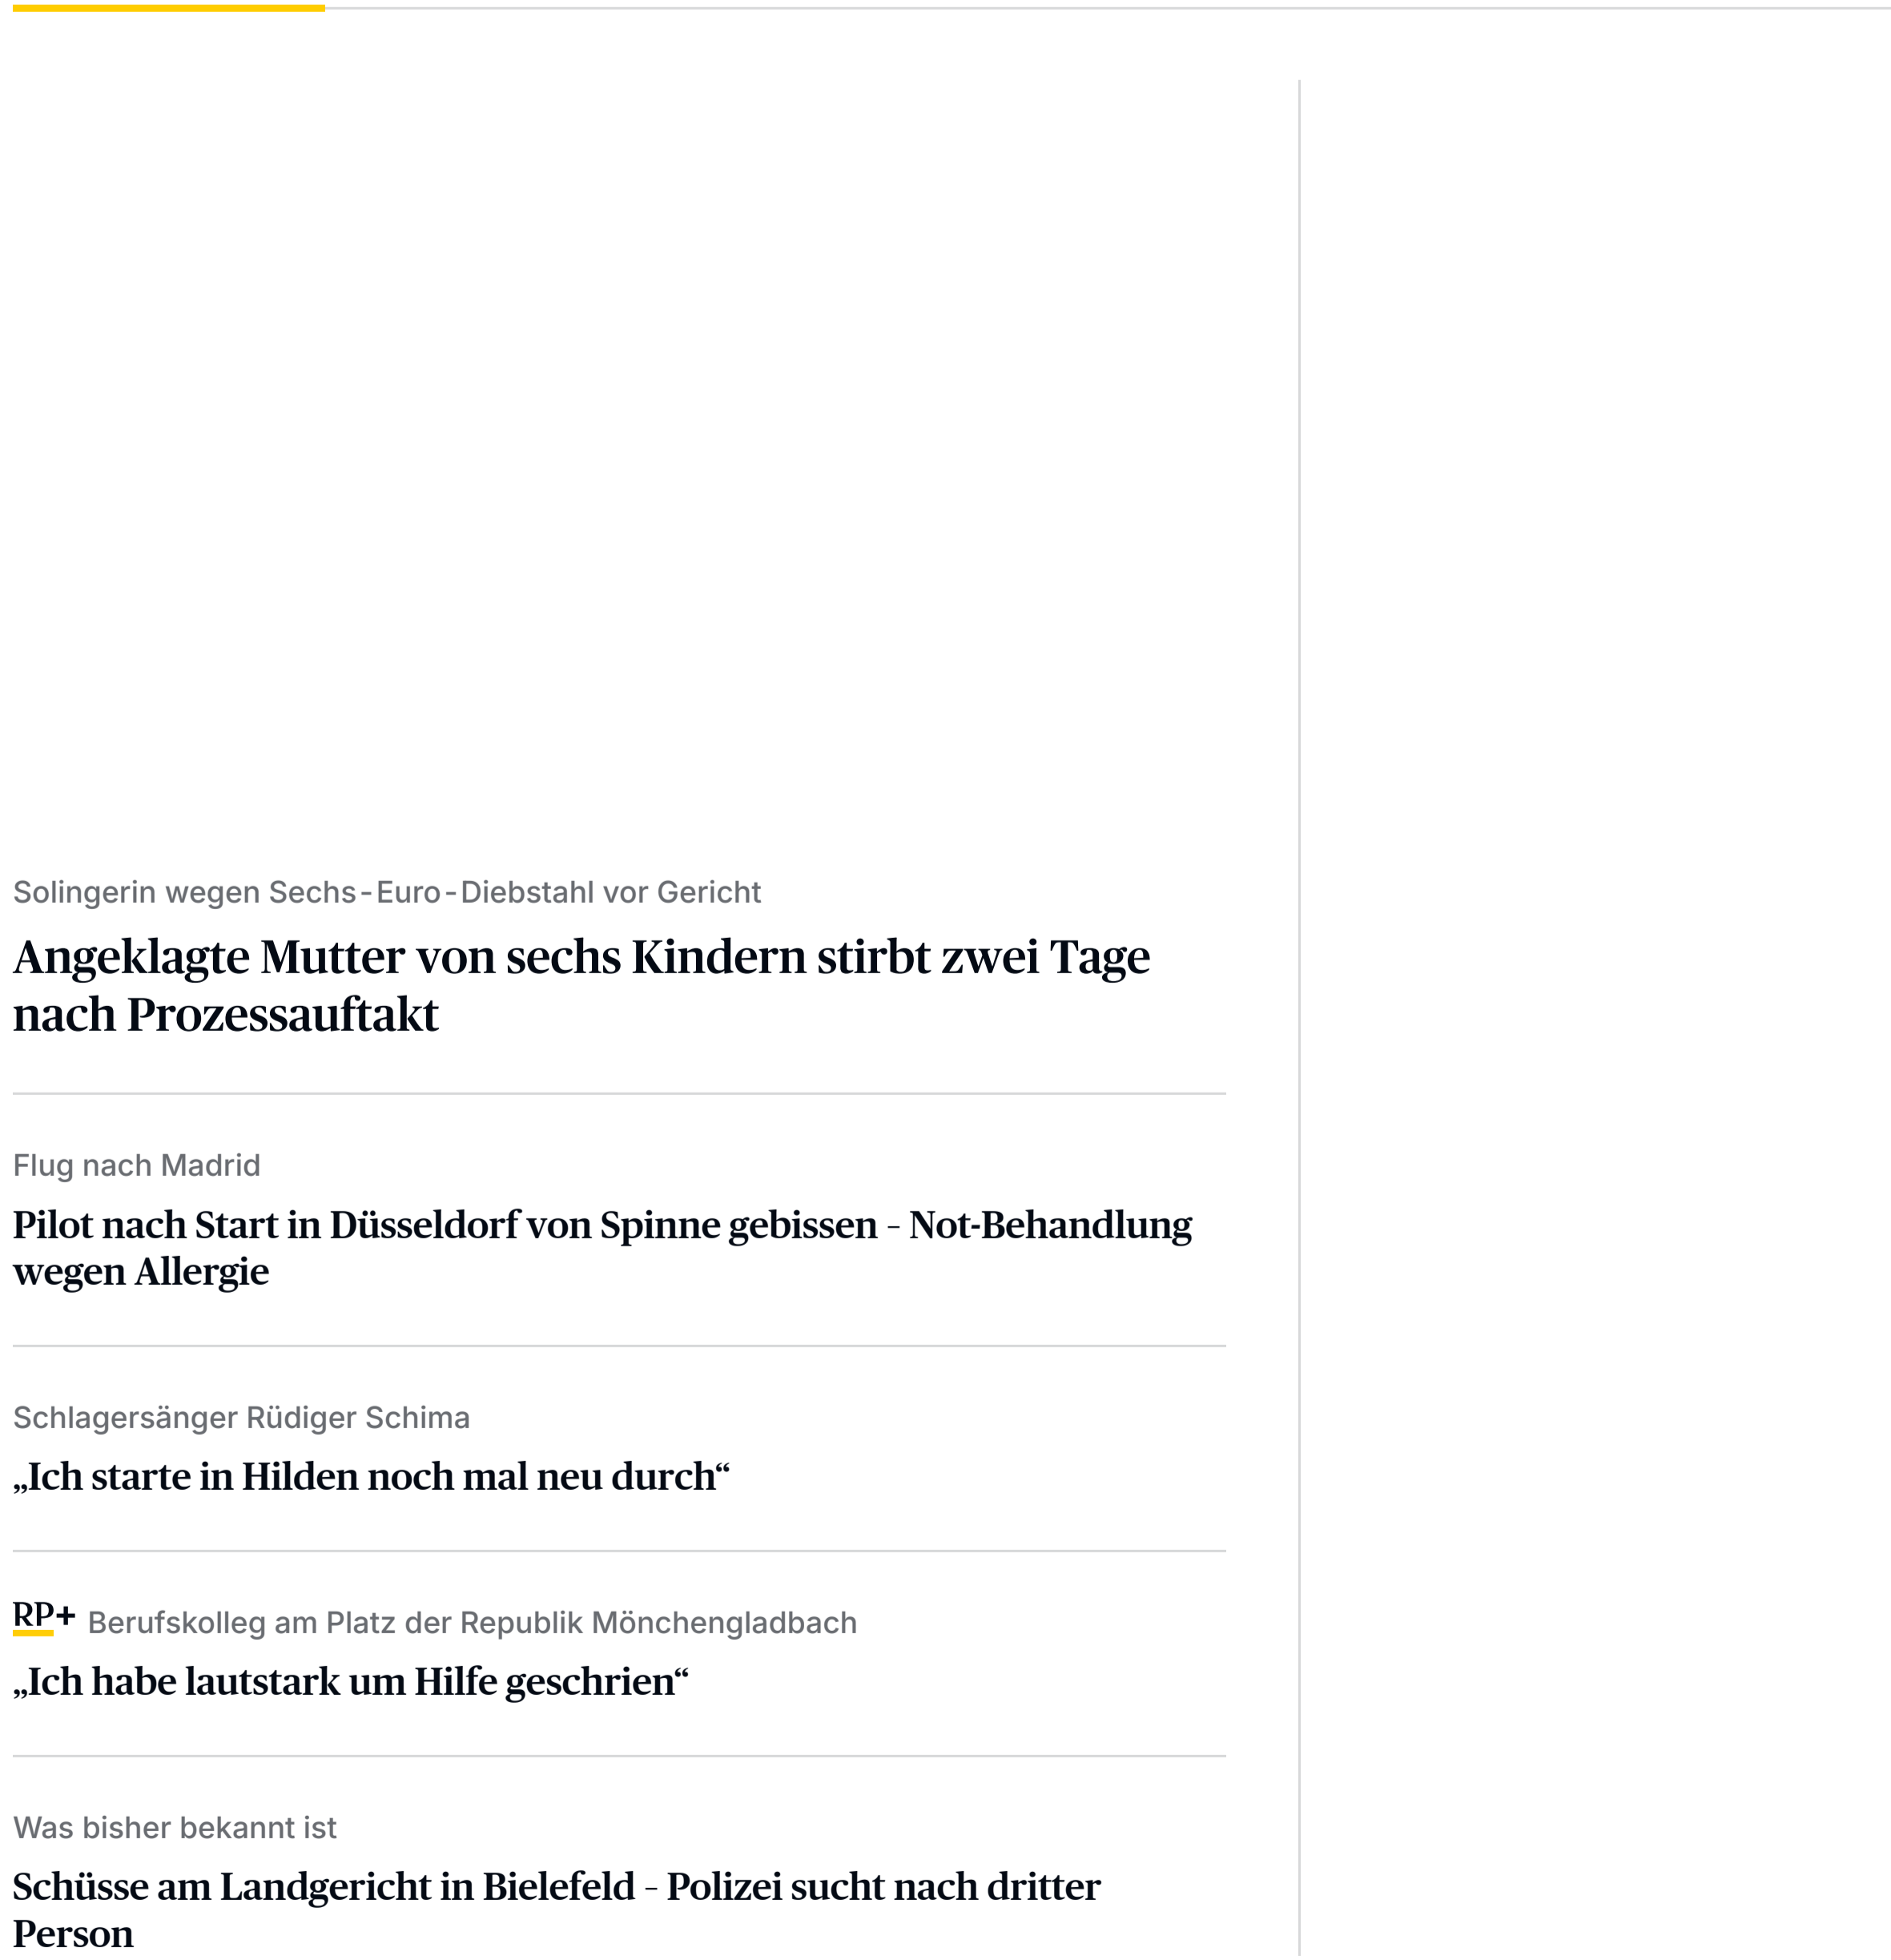 Solingerin wegen Sechs-Euro-Diebstahl vor Gericht
Angeklagte Mutter von sechs Kindern stirbt zwei Tage
nach Prozessauftakt
Flug nach Madrid
Pilot nach Start in Düsseldorf von Spinne gebissen – Not-Behandlung
wegen Allergie
Schlagersänger Rüdiger Schima
„Ich starte in Hilden noch mal neu durch“
RP+ Berufskolleg am Platz der Republik Mönchengladbach
„Ich habe lautstark um Hilfe geschrien“
Was bisher bekannt ist
Schüsse am Landgericht in Bielefeld – Polizei sucht nach dritter
Person